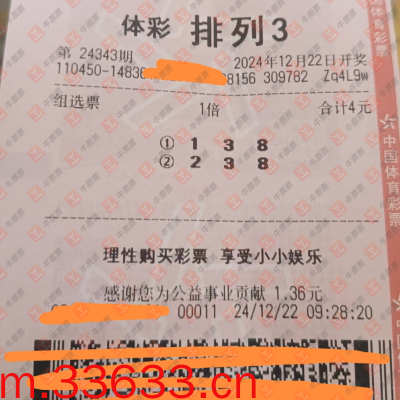 体彩 排列3
第 24343期 2024年12月22日开奖
110450-14836 8156 309782 Zq4L9w
组选票 1倍 合计4元
① 1 3 8
② 2 3 8
理性购买彩票 享受小小娱乐
感谢您为公益事业贡献 1.36元
00011 24/12/22 09:28:20
m.33633.cn
中国体育彩票